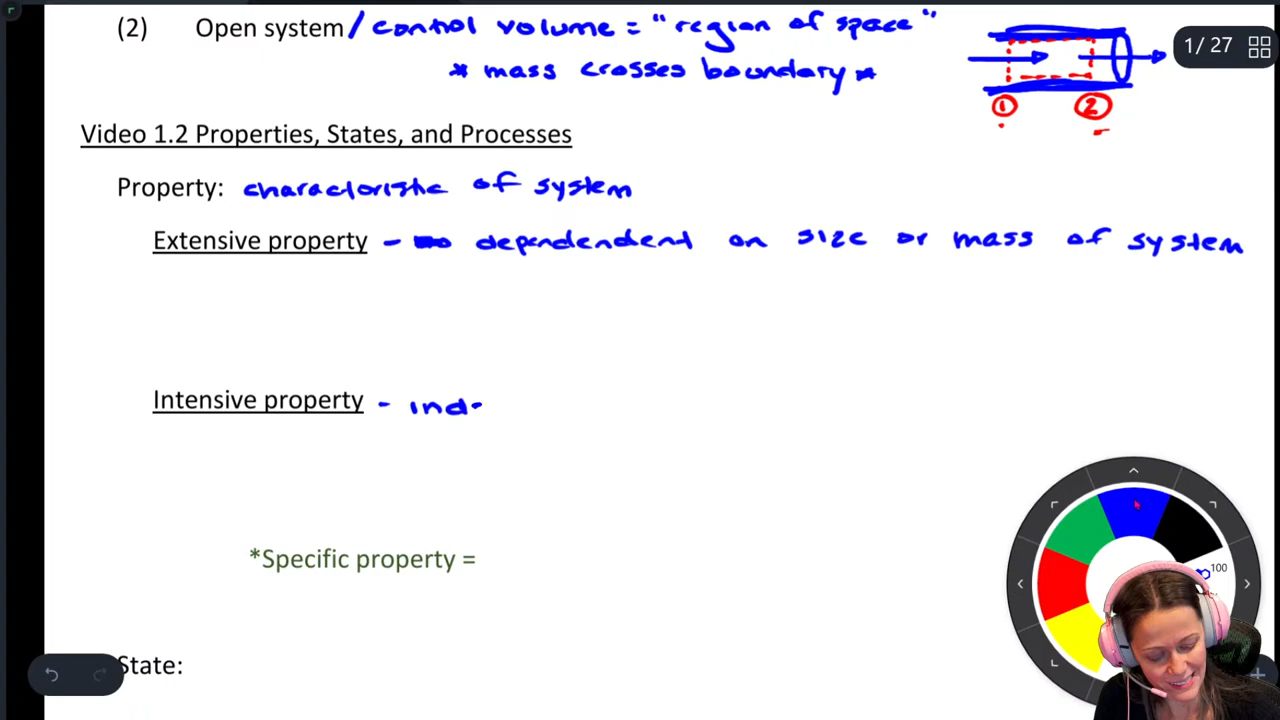 (2) Open system / control volume = "region of space"
* mass crosses boundary *
1 / 27
① ②
Video 1.2 Properties, States, and Processes
Property: characteristic of system
Extensive property - dependendent on size or mass of system
Intensive property - ind
*Specific property =
100
State: